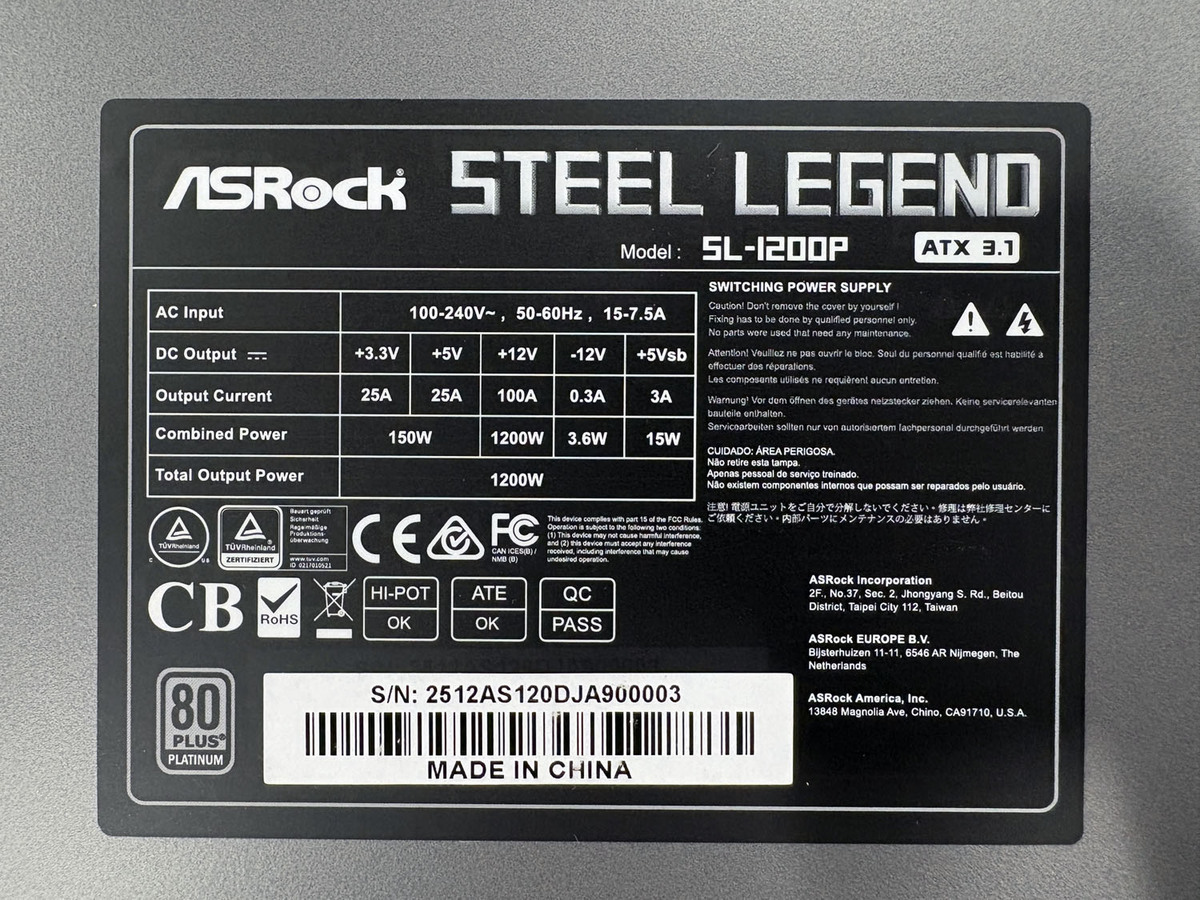 ASRock®
STEEL LEGEND
Model : SL-1200P
ATX 3.1
AC Input 100-240V~ , 50-60Hz , 15-7.5A
DC Output +3.3V +5V +12V -12V +5Vsb
Output Current 25A 25A 100A 0.3A 3A
Combined Power 150W 1200W 3.6W 15W
Total Output Power 1200W
SWITCHING POWER SUPPLY
Caution! Don't remove the cover by yourself !
Fixing has to be done by qualified personnel only.
No parts were used that need any maintenance.
Attention! Veuillez ne pas ouvrir le bloc. Seul du personnel qualifié est habilité à
effectuer des réparations.
Les composants utilisés ne requièrent aucun entretien.
Warnung! Vor dem öffnen des gerätes netzstecker ziehen. Keine servicerelevanten
bauteile enthalten.
Servicearbeiten sollten nur von autorisiertem fachpersonal durchgeführt werden
CUIDADO: ÁREA PERIGOSA.
Não retire esta tampa.
Apenas pessoal de serviço treinado.
Não existem componentes internos que possam ser reparados pelo usuário.
注意! 電源ユニットをご自分で分解しないでください。修理は弊社修理センターに
ご依頼ください。内部パーツにメンテナンスの必要はありません。
TÜVRheinland
C US
TÜVRheinland®
ZERTIFIZIERT
Bauart geprüft
Sicherheit
Regelmäßige
Produktions-
überwachung
www.tuv.com
ID 0217010521
CE
FC
CAN ICES(B)/
NMB (B)
This device complies with part 15 of the FCC Rules.
Operation is subject to the following two conditions:
(1) This device may not cause harmful interference,
and (2) this device must accept any interference
received, including interference that may cause
undesired operation.
CB
RoHS
HI-POT
OK
ATE
OK
QC
PASS
ASRock Incorporation
2F., No.37, Sec. 2, Jhongyang S. Rd., Beitou
District, Taipei City 112, Taiwan
ASRock EUROPE B.V.
Bijsterhuizen 11-11, 6546 AR Nijmegen, The
Netherlands
ASRock America, Inc.
13848 Magnolia Ave, Chino, CA91710, U.S.A.
80
PLUS®
PLATINUM
S/N: 2512AS120DJA900003
MADE IN CHINA